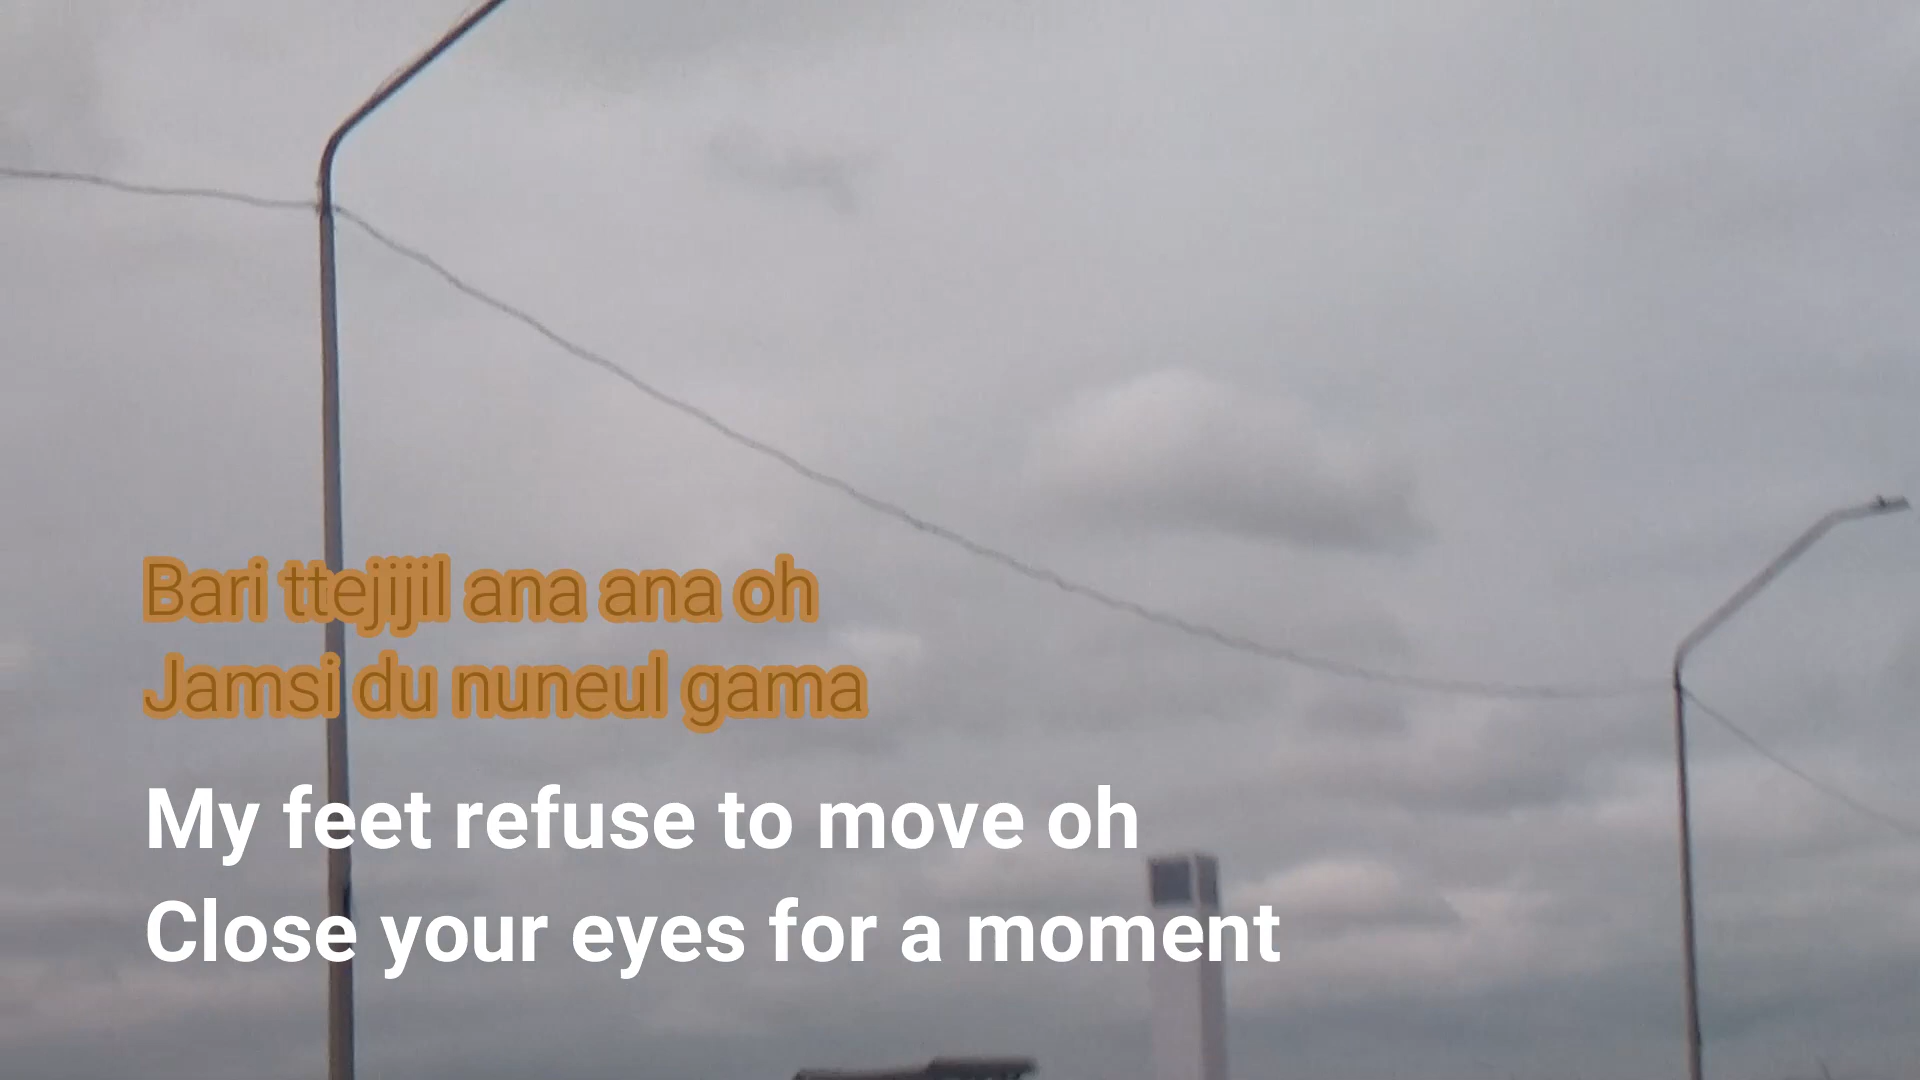 Bari ttejijil ana ana oh
Jamsi du nuneul gama
My feet refuse to move oh
Close your eyes for a moment